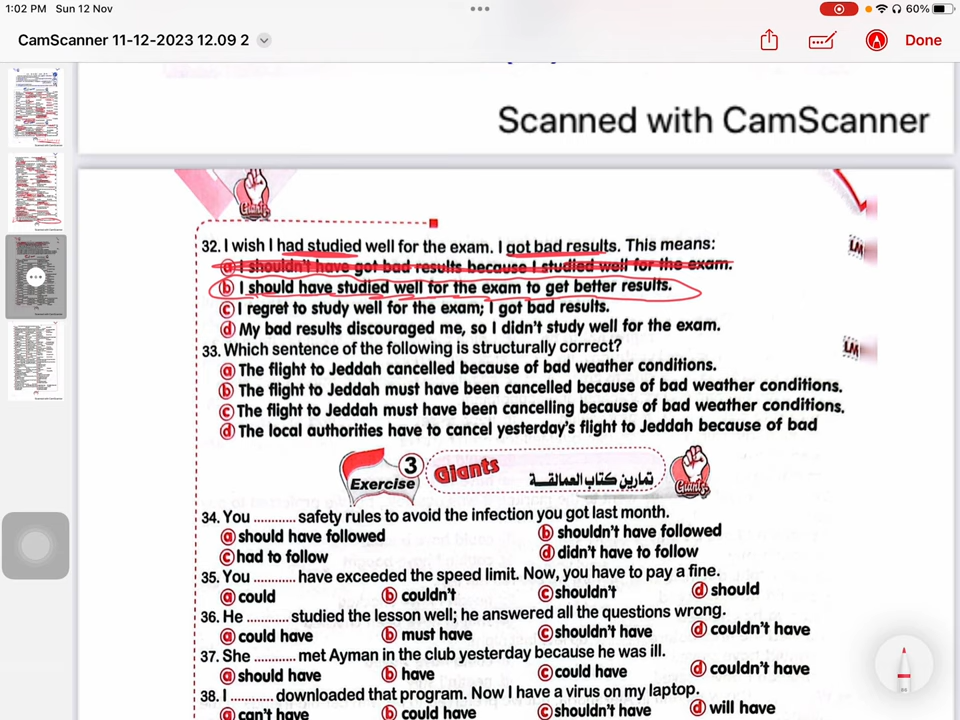 1:02 PM Sun 12 Nov
60%
CamScanner 11-12-2023 12.09 2
Done
Scanned with CamScanner
Giants
32. I wish I had studied well for the exam. I got bad results. This means:
a I shouldn't have got bad results because I studied well for the exam.
b I should have studied well for the exam to get better results.
c I regret to study well for the exam; I got bad results.
d My bad results discouraged me, so I didn't study well for the exam.
33. Which sentence of the following is structurally correct?
a The flight to Jeddah cancelled because of bad weather conditions.
b The flight to Jeddah must have been cancelled because of bad weather conditions.
c The flight to Jeddah must have been cancelling because of bad weather conditions.
d The local authorities have to cancel yesterday's flight to Jeddah because of bad
Exercise 3 Giants تمارين كتاب العمالقة Giants
34. You ............ safety rules to avoid the infection you got last month.
a should have followed b shouldn't have followed
c had to follow d didn't have to follow
35. You ............ have exceeded the speed limit. Now, you have to pay a fine.
a could b couldn't c shouldn't d should
36. He ............ studied the lesson well; he answered all the questions wrong.
a could have b must have c shouldn't have d couldn't have
37. She ............ met Ayman in the club yesterday because he was ill.
a should have b have c could have d couldn't have
38. I ............ downloaded that program. Now I have a virus on my laptop.
a can't have b could have c shouldn't have d will have